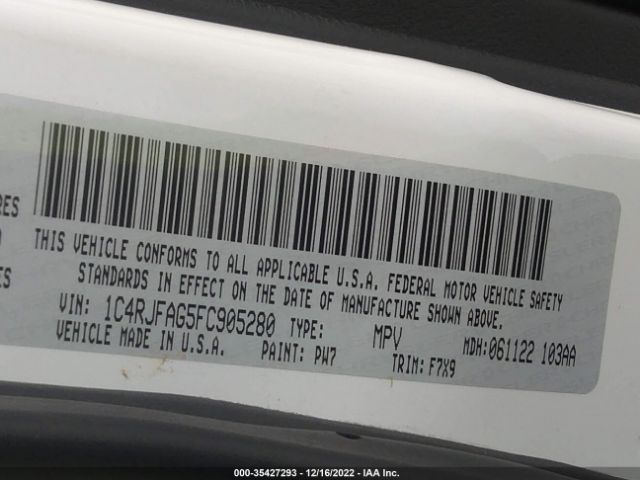 RES
THIS VEHICLE CONFORMS TO ALL APPLICABLE U.S.A. FEDERAL MOTOR VEHICLE SAFETY
STANDARDS IN EFFECT ON THE DATE OF MANUFACTURE SHOWN ABOVE.
ES
VIN: 1C4RJFAG5FC905280 TYPE: MPV MDH:061122 103AA
VEHICLE MADE IN U.S.A. PAINT: PW7 TRIM: F7X9
000-35427293 - 12/16/2022 - IAA Inc.